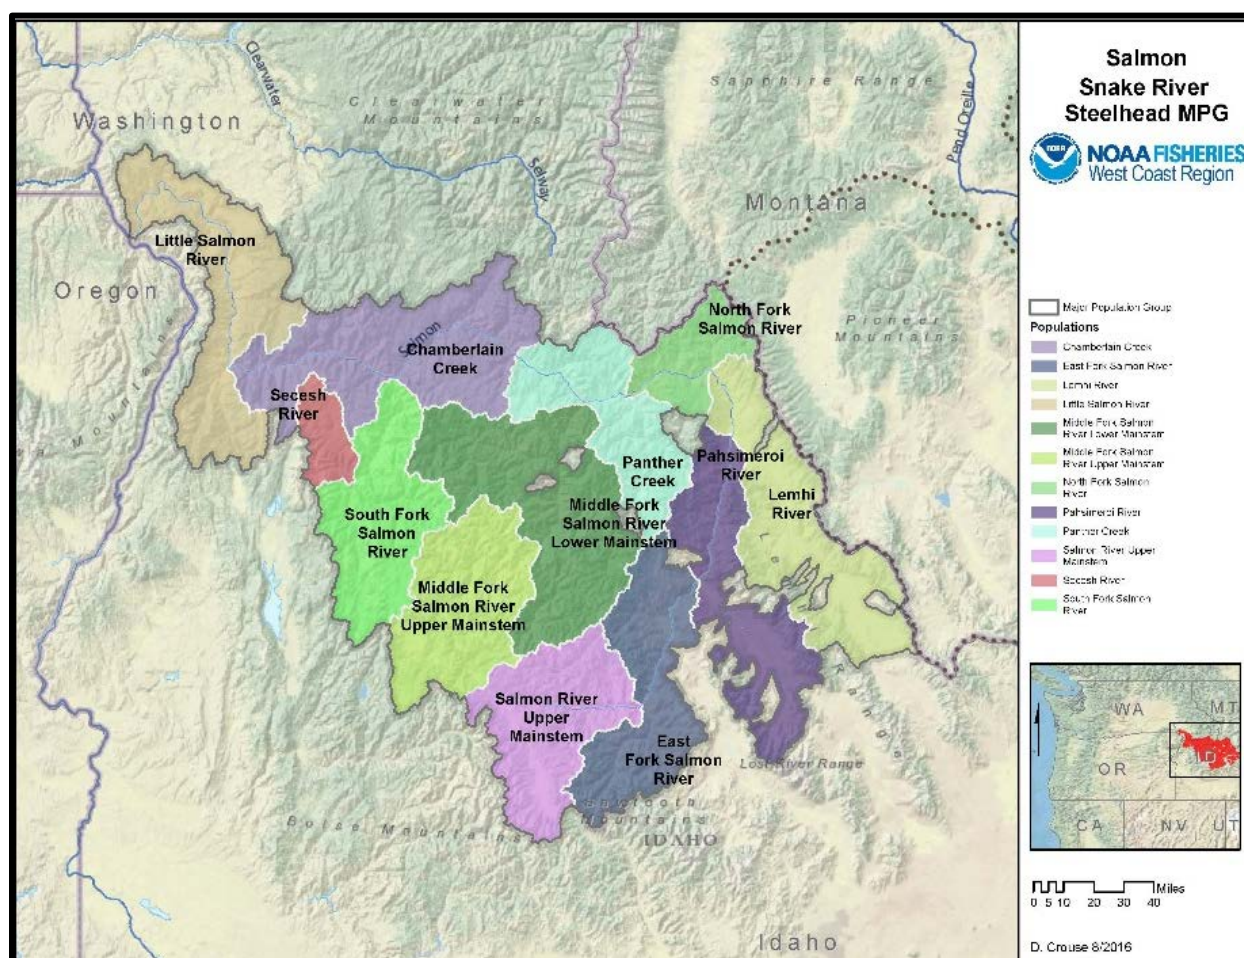 Salmon
Snake River
Steelhead MPG
NOAA
NOAA FISHERIES
West Coast Region
Major Population Group
Populations
Chamberlain Creek
East Fork Salmon River
Lemhi River
Little Salmon River
Middle Fork Salmon
River Lower Mainstem
Middle Fork Salmon
River Upper Mainstem
North Fork Salmon
River
Pahsimeroi River
Panther Creek
Salmon River Upper
Mainstem
Secesh River
South Fork Salmon
River
WA
MT
OR
ID
CA
NV
UT
Miles
0 5 10 20 30 40
D. Crouse 8/2016
Washington
Clearwater
Clearwater
Mountains
Sapphire Range
Pend Oreille
Selway
Montana
Oregon
Mountains
Little Salmon
River
Pioneer
Mountains
North Fork
Salmon River
Salmon
Chamberlain
Creek
Secesh
River
Panther
Creek
Pahsimeroi
River
Lemhi
River
South Fork
Salmon
River
Middle Fork
Salmon River
Lower Mainstem
Middle Fork
Salmon River
Upper Mainstem
Salmon River
Upper
Mainstem
East
Fork Salmon
River
Range
Lost River Range
Sawtooth
Mountains
Boise Mountains
IDAHO
Idaho